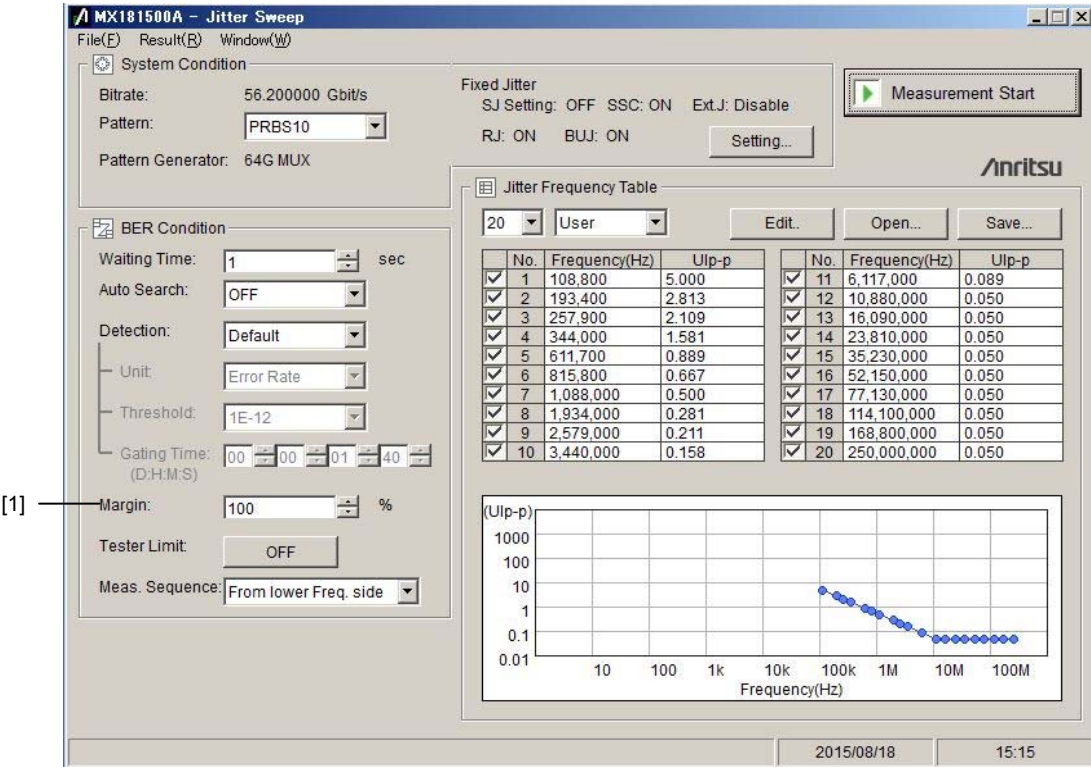 MX181500A - Jitter Sweep
File(F) Result(R) Window(W)
System Condition
Bitrate: 56.200000 Gbit/s
Pattern: PRBS10
Pattern Generator: 64G MUX
Fixed Jitter
SJ Setting: OFF SSC: ON Ext.J: Disable
RJ: ON BUJ: ON Setting...
Measurement Start
Anritsu
BER Condition
Waiting Time: 1 sec
Auto Search: OFF
Detection: Default
Unit: Error Rate
Threshold: 1E-12
Gating Time: 00 00 01 40
(D:H:M:S)
[1]
Margin: 100 %
Tester Limit: OFF
Meas. Sequence: From lower Freq. side
Jitter Frequency Table
20 User Edit.. Open... Save...
No. Frequency(Hz) UIp-p
1 108,800 5.000
2 193,400 2.813
3 257,900 2.109
4 344,000 1.581
5 611,700 0.889
6 815,800 0.667
7 1,088,000 0.500
8 1,934,000 0.281
9 2,579,000 0.211
10 3,440,000 0.158
No. Frequency(Hz) UIp-p
11 6,117,000 0.089
12 10,880,000 0.050
13 16,090,000 0.050
14 23,810,000 0.050
15 35,230,000 0.050
16 52,150,000 0.050
17 77,130,000 0.050
18 114,100,000 0.050
19 168,800,000 0.050
20 250,000,000 0.050
(UIp-p)
1000
100
10
1
0.1
0.01
10 100 1k 10k 100k 1M 10M 100M
Frequency(Hz)
2015/08/18 15:15